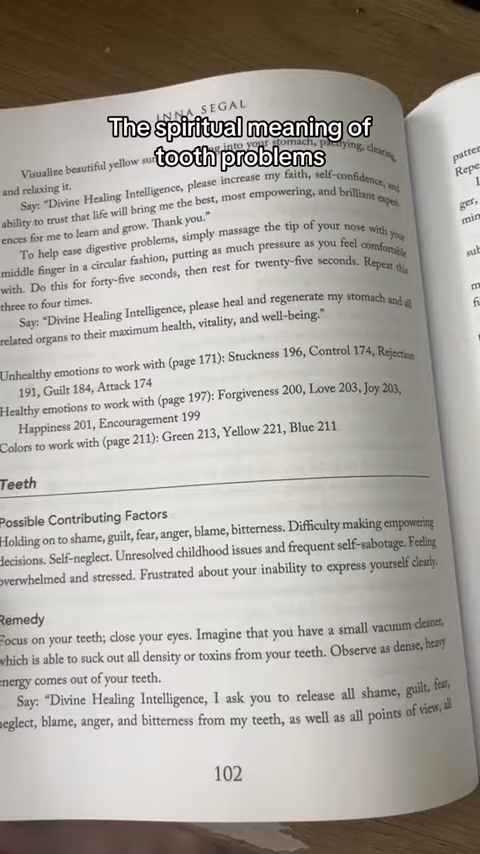 INNA SEGAL
The spiritual meaning of
tooth problems
Visualize beautiful yellow into your stomach, clearing,
and relaxing it.
Say: “Divine Healing Intelligence, please increase my faith, self-confidence, and
ability to trust that life will bring me the best, most empowering, and brilliant experi-
ences for me to learn and grow. Thank you.”
To help ease digestive problems, simply massage the tip of your nose with your
middle finger in a circular fashion, putting as much pressure as you feel comfortable
with. Do this for forty-five seconds, then rest for twenty-five seconds. Repeat this
three to four times.
Say: “Divine Healing Intelligence, please heal and regenerate my stomach and all
related organs to their maximum health, vitality, and well-being.”
Unhealthy emotions to work with (page 171): Stuckness 196, Control 174, Rejection
191, Guilt 184, Attack 174
Healthy emotions to work with (page 197): Forgiveness 200, Love 203, Joy 203,
Happiness 201, Encouragement 199
Colors to work with (page 211): Green 213, Yellow 221, Blue 211
Teeth
Possible Contributing Factors
Holding on to shame, guilt, fear, anger, blame, bitterness. Difficulty making empowering
decisions. Self-neglect. Unresolved childhood issues and frequent self-sabotage. Feeling
overwhelmed and stressed. Frustrated about your inability to express yourself clearly.
Remedy
Focus on your teeth; close your eyes. Imagine that you have a small vacuum cleaner,
which is able to suck out all density or toxins from your teeth. Observe as dense, heavy
energy comes out of your teeth.
Say: “Divine Healing Intelligence, I ask you to release all shame, guilt, fear,
neglect, blame, anger, and bitterness from my teeth, as well as all points of view, all
102
patter
Repe
I
ger,
min
sub
m